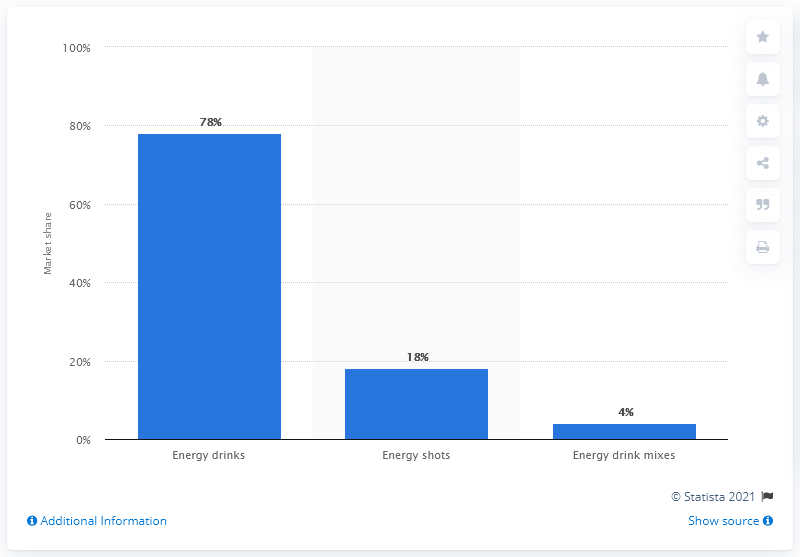 100%
80%
60%
40%
20%
0%
Market share
78%
18%
4%
Energy drinks
Energy shots
Energy drink mixes
© Statista 2021
Additional Information
Show source